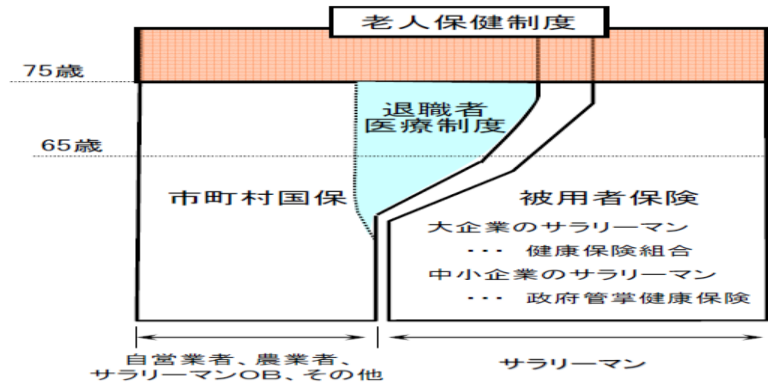 老人保健制度
75歳
退職者
医療制度
65歳
市町村国保
被用者保険
大企業のサラリーマン
… 健康保険組合
中小企業のサラリーマン
… 政府管掌健康保険
自営業者、農業者、
サラリーマンOB、その他
サラリーマン